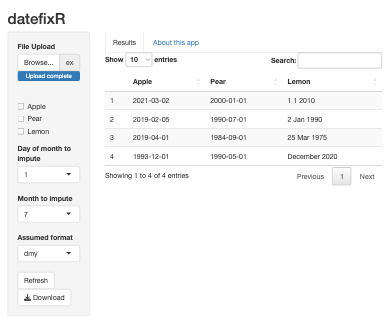 datefixR
File Upload
Browse... ex
Upload complete
Apple
Pear
Lemon
Day of month to
impute
1
Month to impute
7
Assumed format
dmy
Refresh
Download
Results About this app
Show 10 entries Search:
Apple Pear Lemon
1 2021-03-02 2000-01-01 1 1 2010
2 2019-02-05 1990-07-01 2 Jan 1990
3 2019-04-01 1984-09-01 25 Mar 1975
4 1993-12-01 1990-05-01 December 2020
Showing 1 to 4 of 4 entries Previous 1 Next